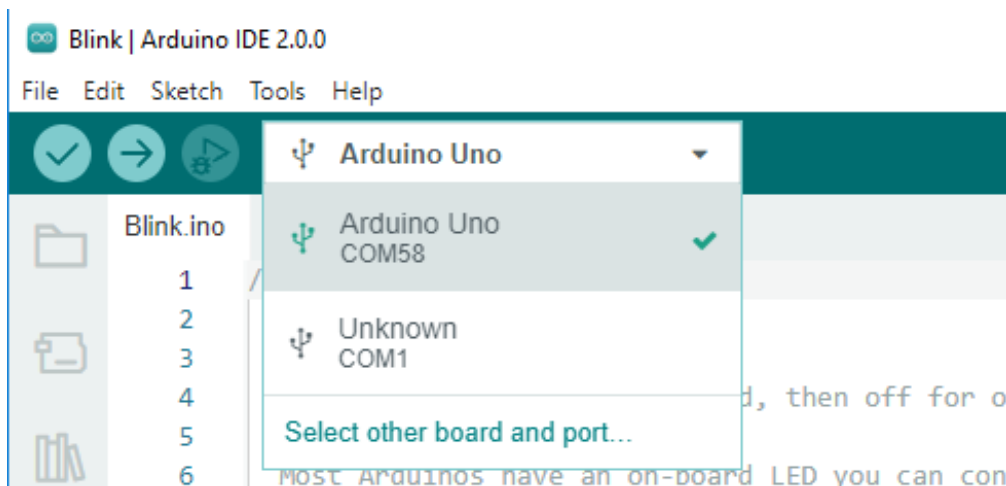 Blink | Arduino IDE 2.0.0
File Edit Sketch Tools Help
Arduino Uno
Blink.ino
Arduino Uno
COM58
1 /
2
Unknown
3
COM1
4 d, then off for o
Select other board and port...
5
6 Most Arduinos have an on-board LED you can con